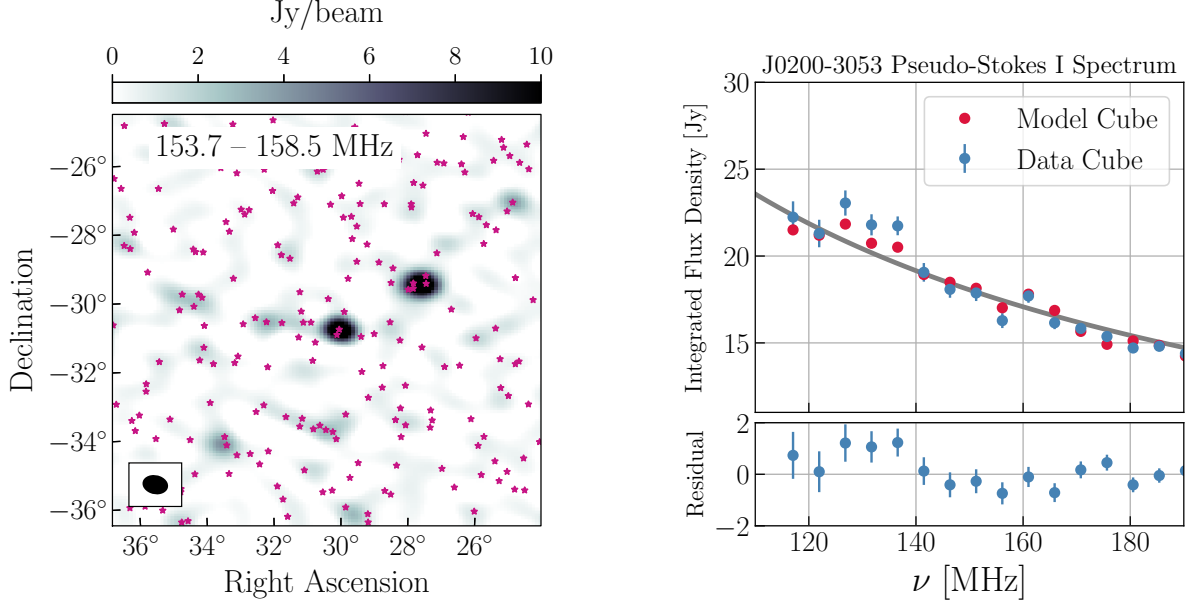 Jy/beam
0 2 4 6 8 10
153.7 – 158.5 MHz
−26°
−28°
−30°
−32°
−34°
−36°
Declination
36° 34° 32° 30° 28° 26°
Right Ascension
J0200-3053 Pseudo-Stokes I Spectrum
30
25
20
15
Integrated Flux Density [Jy]
Model Cube
Data Cube
2
0
−2
Residual
120 140 160 180
ν [MHz]